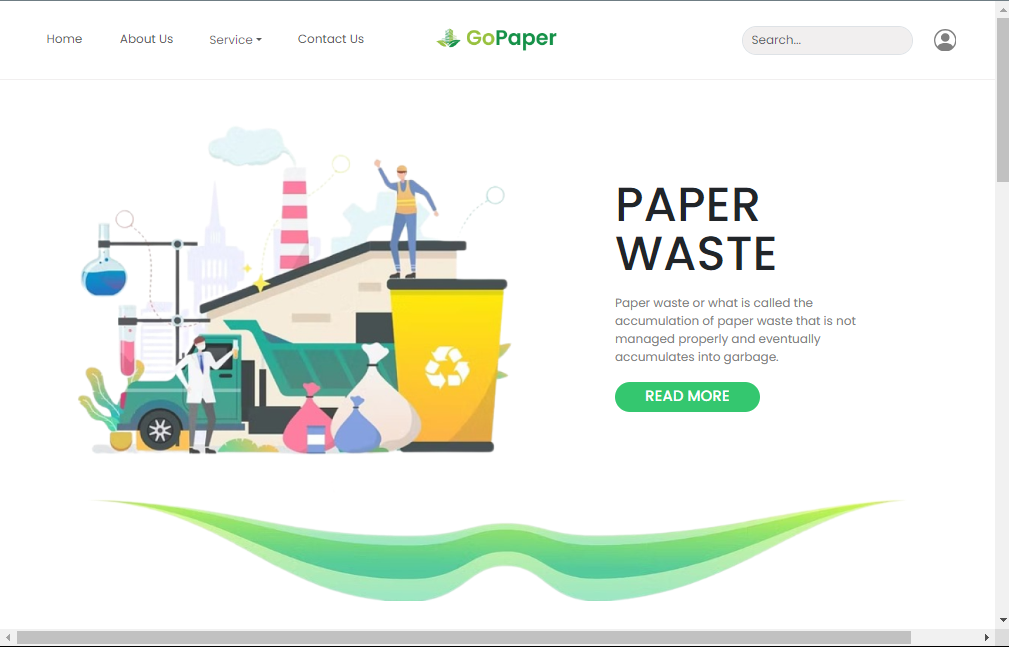 Home
About Us
Service
Contact Us
GoPaper
Search...
PAPER
WASTE
Paper waste or what is called the
accumulation of paper waste that is not
managed properly and eventually
accumulates into garbage.
READ MORE